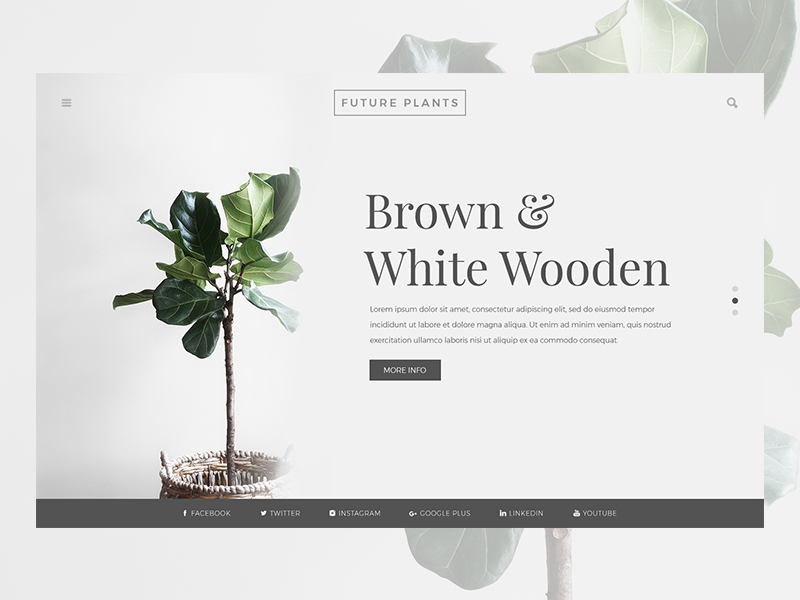 FUTURE PLANTS
Brown &
White Wooden
Lorem ipsum dolor sit amet, consectetur adipiscing elit, sed do eiusmod tempor
incididunt ut labore et dolore magna aliqua. Ut enim ad minim veniam, quis nostrud
exercitation ullamco laboris nisi ut aliquip ex ea commodo consequat.
MORE INFO
FACEBOOK TWITTER INSTAGRAM GOOGLE PLUS LINKEDIN YOUTUBE